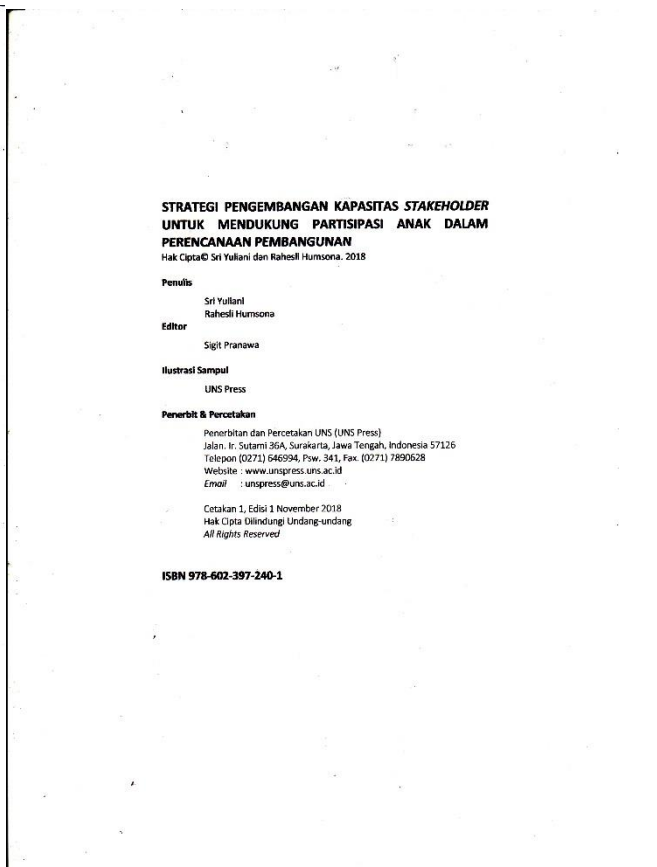 STRATEGI PENGEMBANGAN KAPASITAS STAKEHOLDER
UNTUK MENDUKUNG PARTISIPASI ANAK DALAM
PERENCANAAN PEMBANGUNAN
Hak Cipta© Sri Yuliani dan Rahesli Humsona. 2018
Penulis
Sri Yuliani
Rahesli Humsona
Editor
Sigit Pranawa
Ilustrasi Sampul
UNS Press
Penerbit & Percetakan
Penerbitan dan Percetakan UNS (UNS Press)
Jalan. Ir. Sutami 36A, Surakarta, Jawa Tengah, Indonesia 57126
Telepon (0271) 646994, Psw. 341, Fax. (0271) 7890628
Website : www.unspress.uns.ac.id
Email : unspress@uns.ac.id
Cetakan 1, Edisi 1 November 2018
Hak Cipta Dilindungi Undang-undang
All Rights Reserved
ISBN 978-602-397-240-1